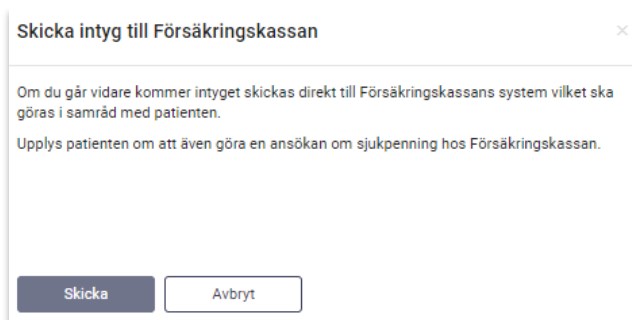 Skicka intyg till Försäkringskassan
Om du går vidare kommer intyget skickas direkt till Försäkringskassans system vilket ska
göras i samråd med patienten.
Upplys patienten om att även göra en ansökan om sjukpenning hos Försäkringskassan.
Skicka
Avbryt